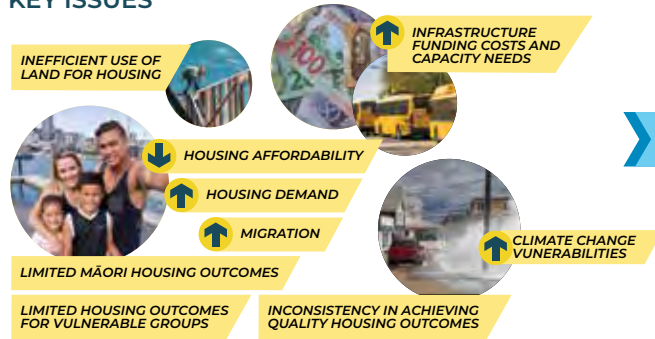 KEY ISSUES
INEFFICIENT USE OF
LAND FOR HOUSING
INFRASTRUCTURE
FUNDING COSTS AND
CAPACITY NEEDS
100
HOUSING AFFORDABILITY
HOUSING DEMAND
MIGRATION
CLIMATE CHANGE
VUNERABILITIES
LIMITED MĀORI HOUSING OUTCOMES
LIMITED HOUSING OUTCOMES
FOR VULNERABLE GROUPS
INCONSISTENCY IN ACHIEVING
QUALITY HOUSING OUTCOMES